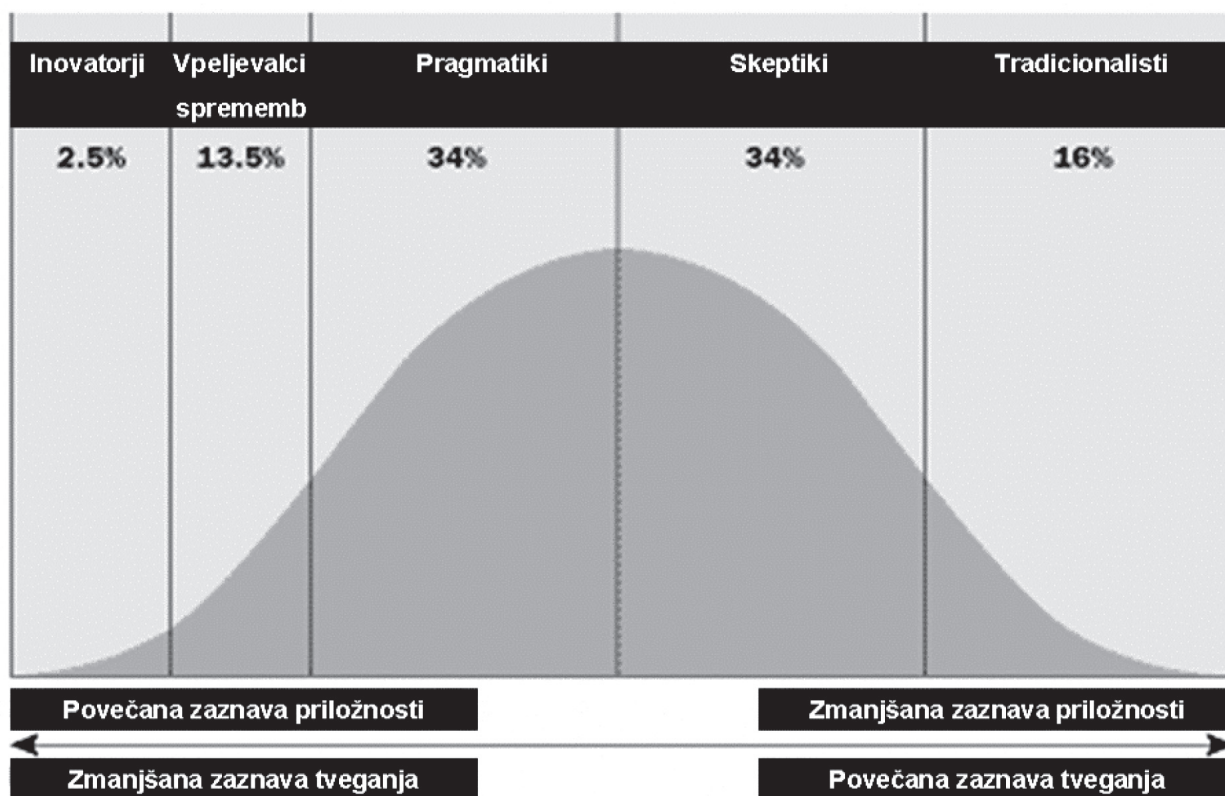 Inovatorji Vpeljevalci Pragmatiki Skeptiki Tradicionalisti
sprememb
2.5% 13.5% 34% 34% 16%
Povečana zaznava priložnosti Zmanjšana zaznava priložnosti
Zmanjšana zaznava tveganja Povečana zaznava tveganja